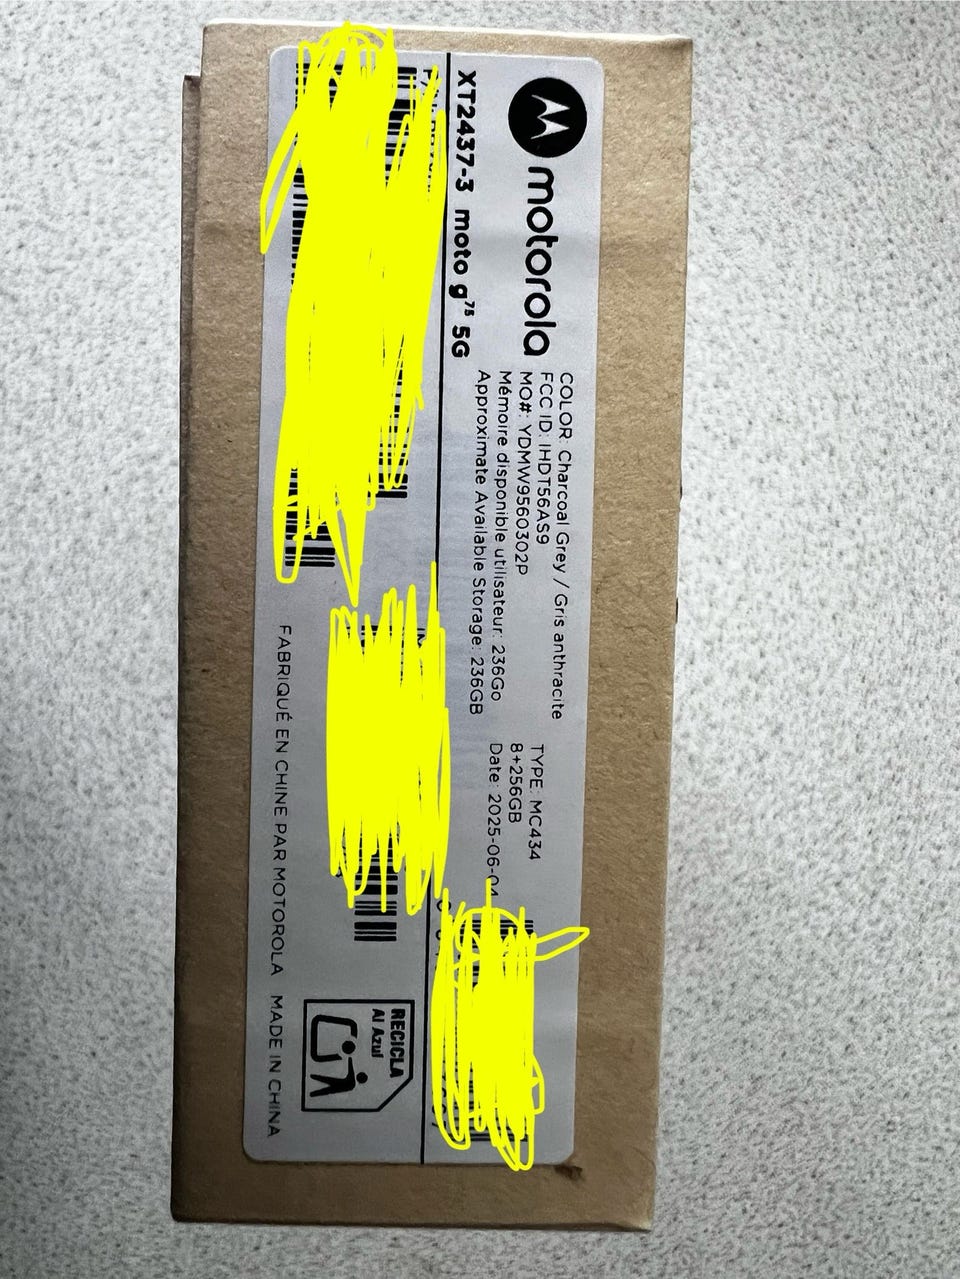 motorola
COLOR: Charcoal Grey / Gris anthracite
FCC ID: IHDT56AS9
MO#: YDMW9560302P
Mémoire disponible utilisateur: 236Go
Approximate Available Storage: 236GB
TYPE: MC434
8+256GB
Date: 2025-06-04
XT2437-3 moto g⁷⁵ 5G
RECICLA
Al Azul
FABRIQUÉ EN CHINE PAR MOTOROLA MADE IN CHINA